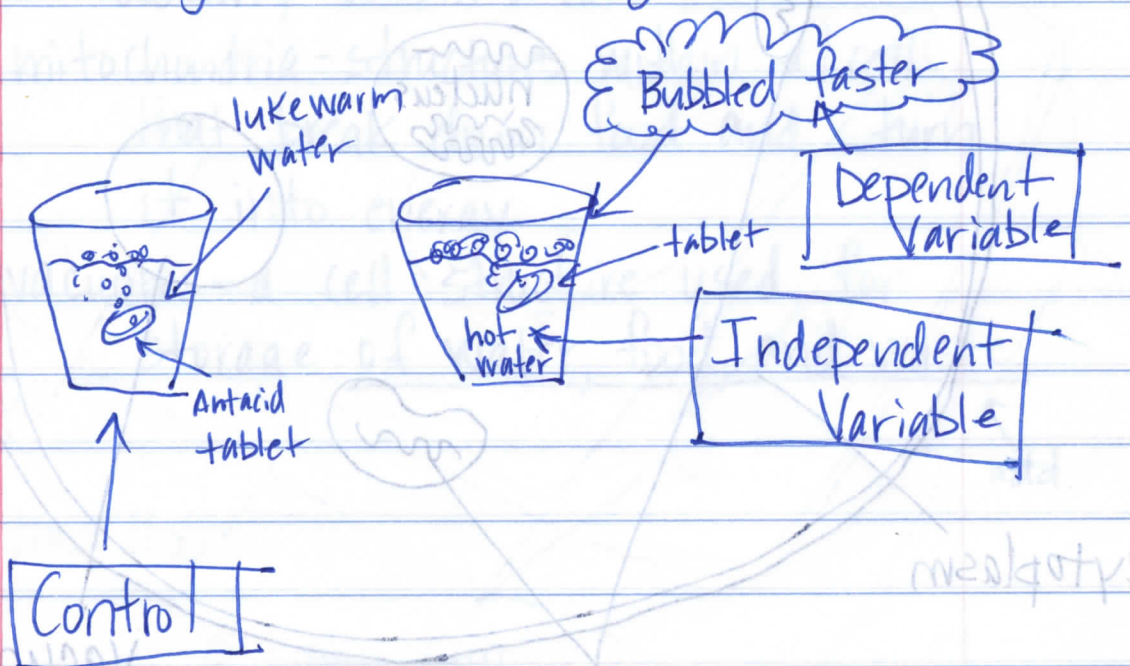 Bubbled faster
lukewarm
water
Dependent
Variable
tablet
hot
water
Independent
Variable
Antacid
tablet
Control